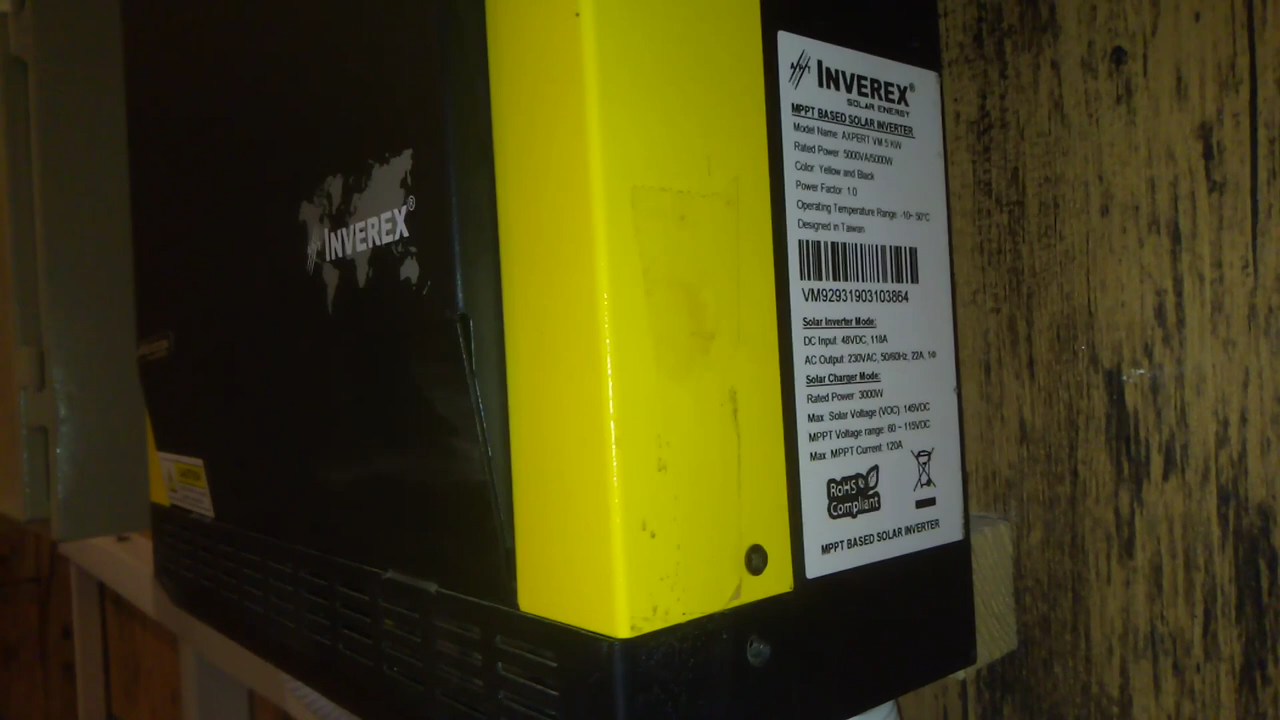 INVEREX®
INVEREX®
SOLAR ENERGY
MPPT BASED SOLAR INVERTER
Model Name: AXPERT VM 5 KW
Rated Power: 5000VA/5000W
Color: Yellow and Black
Power Factor: 1.0
Operating Temperature Range: -10~ 50°C
Designed in Taiwan
VM92931903103864
Solar Inverter Mode:
DC Input: 48VDC, 118A
AC Output: 230VAC, 50/60Hz, 22A, 1Φ
Solar Charger Mode:
Rated Power: 3000W
Max. Solar Voltage (VOC): 145VDC
MPPT Voltage range: 60 ~ 115VDC
Max. MPPT Current: 120A
RoHS
Compliant
MPPT BASED SOLAR INVERTER